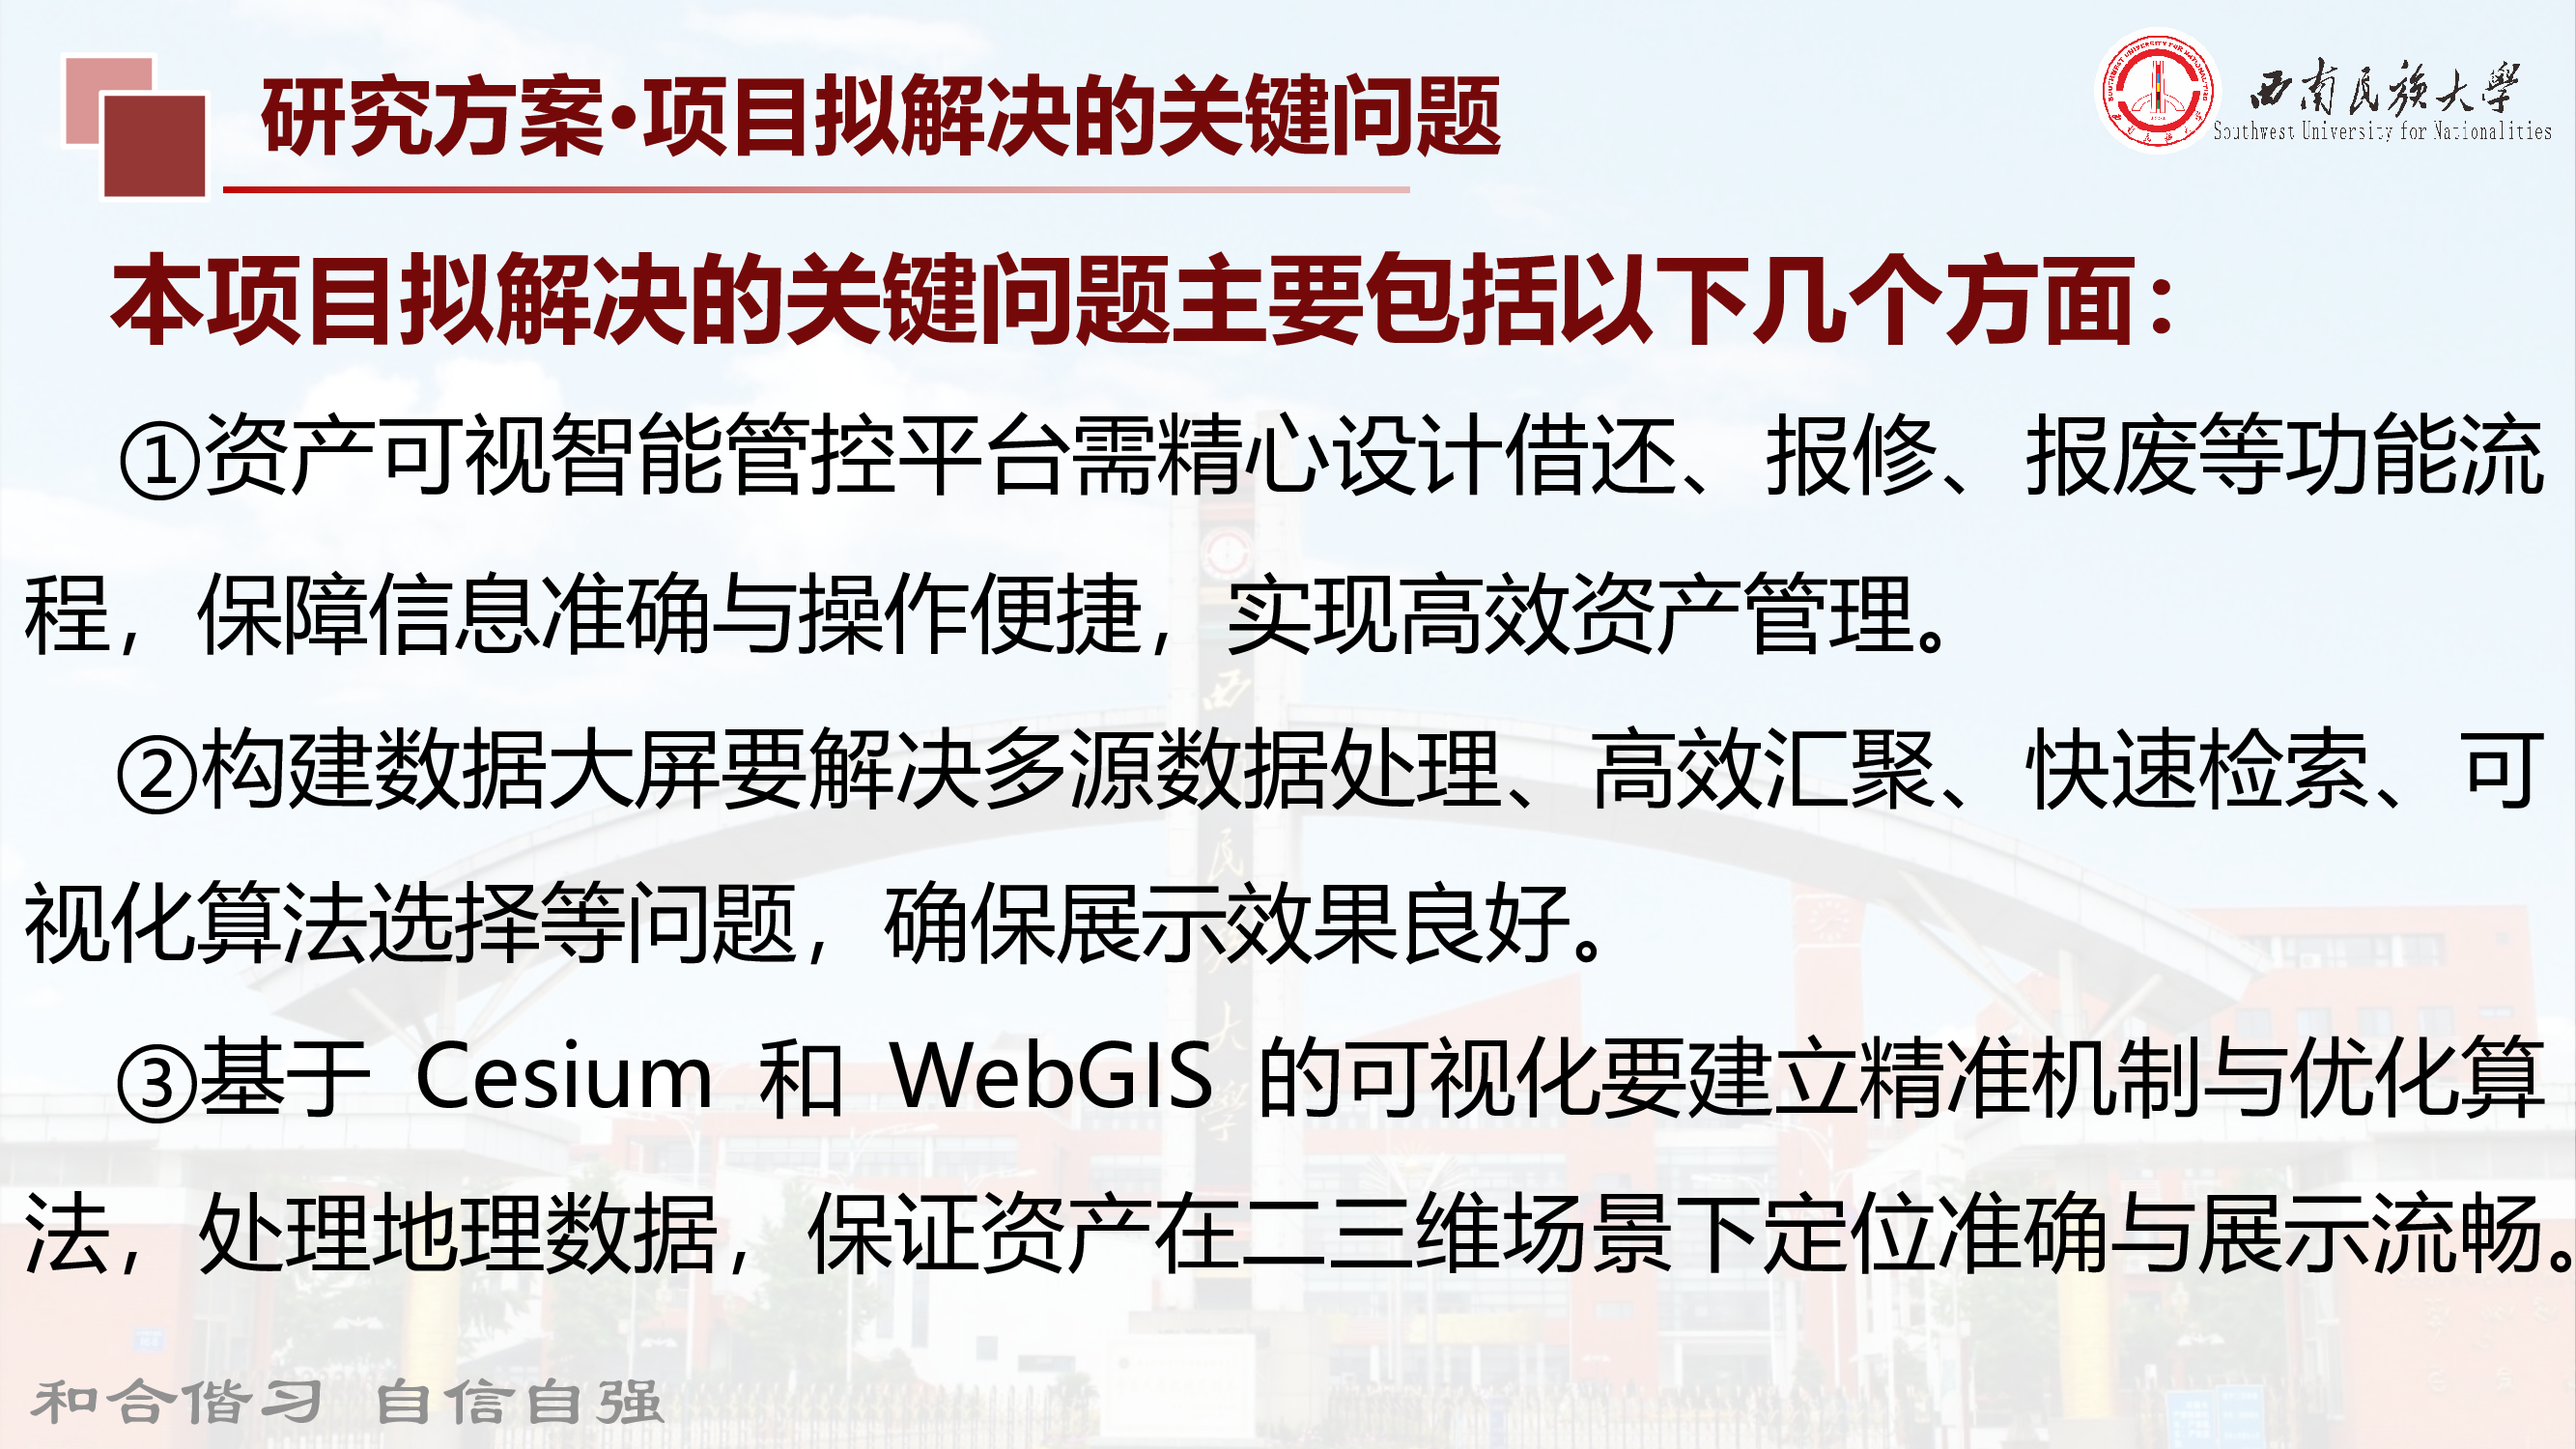 研究方案·项目拟解决的关键问题
西南民族大学
Southwest University for Nationalities
本项目拟解决的关键问题主要包括以下几个方面：
①资产可视智能管控平台需精心设计借还、报修、报废等功能流
程，保障信息准确与操作便捷，实现高效资产管理。
②构建数据大屏要解决多源数据处理、高效汇聚、快速检索、可
视化算法选择等问题，确保展示效果良好。
③基于 Cesium 和 WebGIS 的可视化要建立精准机制与优化算
法，处理地理数据，保证资产在二三维场景下定位准确与展示流畅。
和合偕习 自信自强